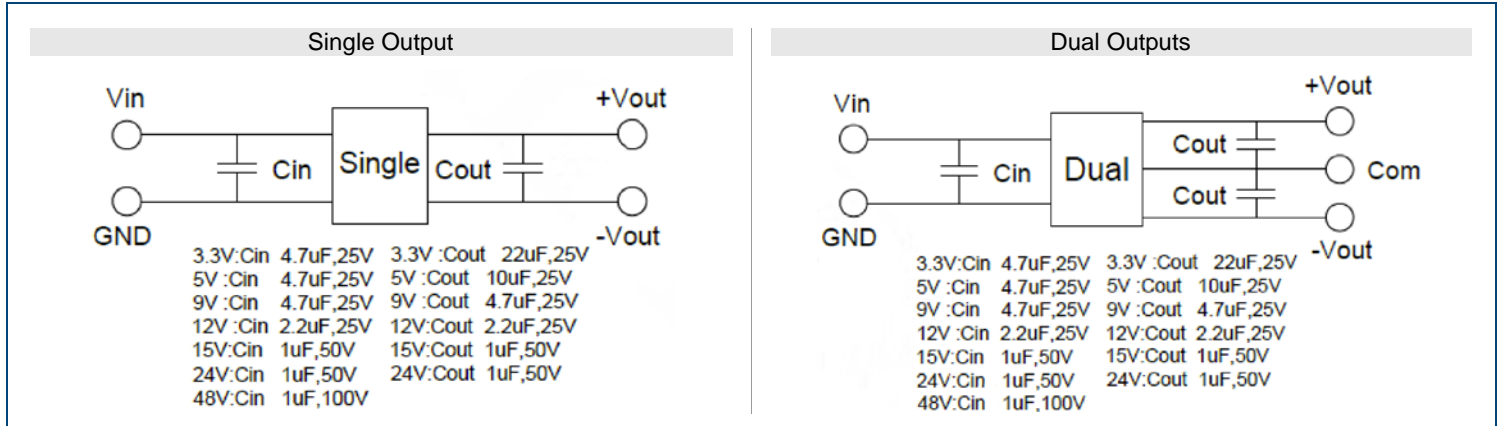 Single Output
Vin
+Vout
Cin
Single
Cout
GND
-Vout
3.3V:Cin 4.7uF,25V 3.3V :Cout 22uF,25V
5V :Cin 4.7uF,25V 5V :Cout 10uF,25V
9V :Cin 4.7uF,25V 9V :Cout 4.7uF,25V
12V :Cin 2.2uF,25V 12V:Cout 2.2uF,25V
15V:Cin 1uF,50V 15V:Cout 1uF,50V
24V:Cin 1uF,50V 24V:Cout 1uF,50V
48V:Cin 1uF,100V
Dual Outputs
Vin
+Vout
Cin
Dual
Cout
Com
Cout
GND
-Vout
3.3V:Cin 4.7uF,25V 3.3V :Cout 22uF,25V
5V :Cin 4.7uF,25V 5V :Cout 10uF,25V
9V :Cin 4.7uF,25V 9V :Cout 4.7uF,25V
12V :Cin 2.2uF,25V 12V:Cout 2.2uF,25V
15V:Cin 1uF,50V 15V:Cout 1uF,50V
24V:Cin 1uF,50V 24V:Cout 1uF,50V
48V:Cin 1uF,100V